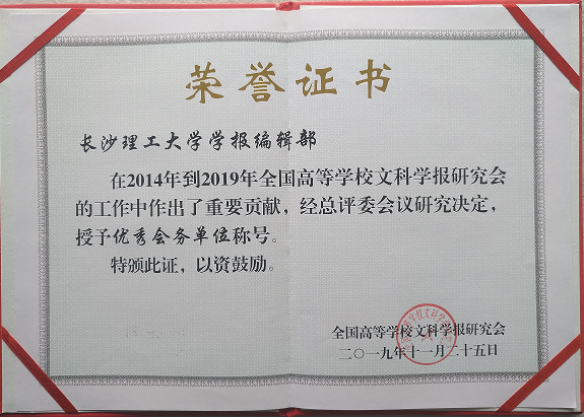 荣誉证书
长沙理工大学学报编辑部
在2014年到2019年全国高等学校文科学报研究会
的工作中作出了重要贡献，经总评委会议研究决定，
授予优秀会务单位称号。
特颁此证，以资鼓励。
全国高等学校文科学报研究会
二〇一九年十一月二十五日